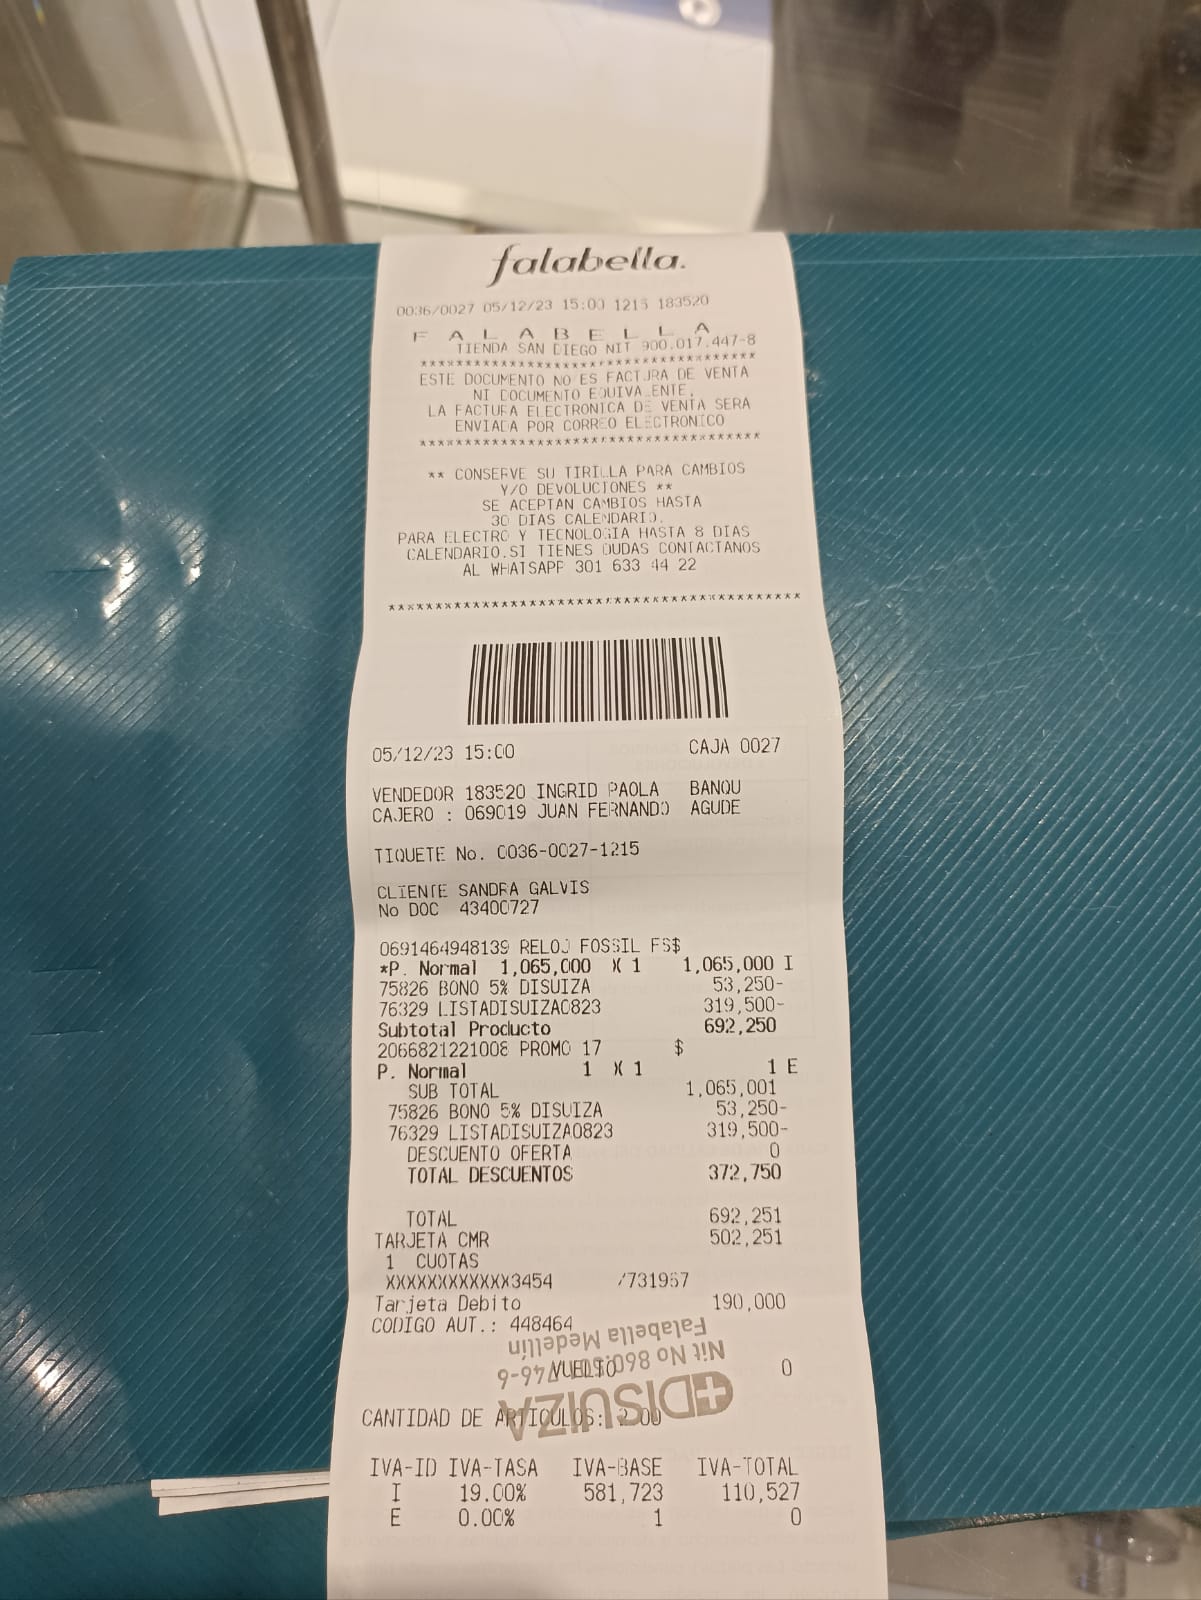 falabella.
0036/0027 05/12/23 15:00 1215 183520
F A L A B E L L A
TIENDA SAN DIEGO NIT 900.017.447-8
****************************************
ESTE DOCUMENTO NO ES FACTURA DE VENTA
NI DOCUMENTO EQUIVALENTE,
LA FACTURA ELECTRONICA DE VENTA SERA
ENVIADA POR CORREO ELECTRONICO
****************************************
** CONSERVE SU TIRILLA PARA CAMBIOS
Y/O DEVOLUCIONES **
SE ACEPTAN CAMBIOS HASTA
30 DIAS CALENDARIO.
PARA ELECTRO Y TECNOLOGIA HASTA 8 DIAS
CALENDARIO.SI TIENES DUDAS CONTACTANOS
AL WHATSAPP 301 633 44 22
****************************************
05/12/23 15:00 CAJA 0027
VENDEDOR 183520 INGRID PAOLA BANQU
CAJERO : 069019 JUAN FERNANDO AGUDE
TIQUETE No. 0036-0027-1215
CLIENTE SANDRA GALVIS
No DOC 43400727
0691464948139 RELOJ FOSSIL FS$
*P. Normal 1,065,000 X 1 1,065,000 I
75826 BONO 5% DISUIZA 53,250-
76329 LISTADISUIZA0823 319,500-
Subtotal Producto 692,250
2066821221008 PROMO 17 $
P. Normal 1 X 1 1 E
SUB TOTAL 1,065,001
75826 BONO 5% DISUIZA 53,250-
76329 LISTADISUIZA0823 319,500-
DESCUENTO OFERTA 0
TOTAL DESCUENTOS 372,750
TOTAL 692,251
TARJETA CMR 502,251
1 CUOTAS
XXXXXXXXXXXX3454 /731967
Tarjeta Debito 190,000
CODIGO AUT.: 448464
Falabella Medellín
Nit No 860.
VUELTO 0
DISUIZA
CANTIDAD DE ARTICULOS: 2.00
IVA-ID IVA-TASA IVA-BASE IVA-TOTAL
I 19.00% 581,723 110,527
E 0.00% 1 0